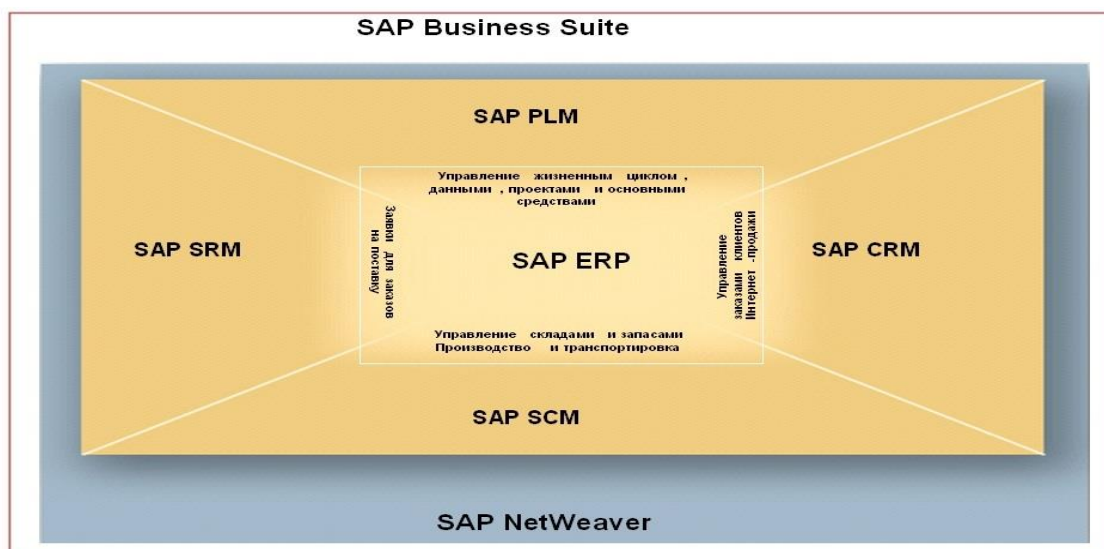 SAP Business Suite
SAP PLM
Управление жизненным циклом ,
данными , проектами и основными
средствами
SAP SRM
Заявки для заказов
на поставку
SAP ERP
Управление
заказами клиентов
Интернет -продажи
SAP CRM
Управление складами и запасами
Производство и транспортировка
SAP SCM
SAP NetWeaver